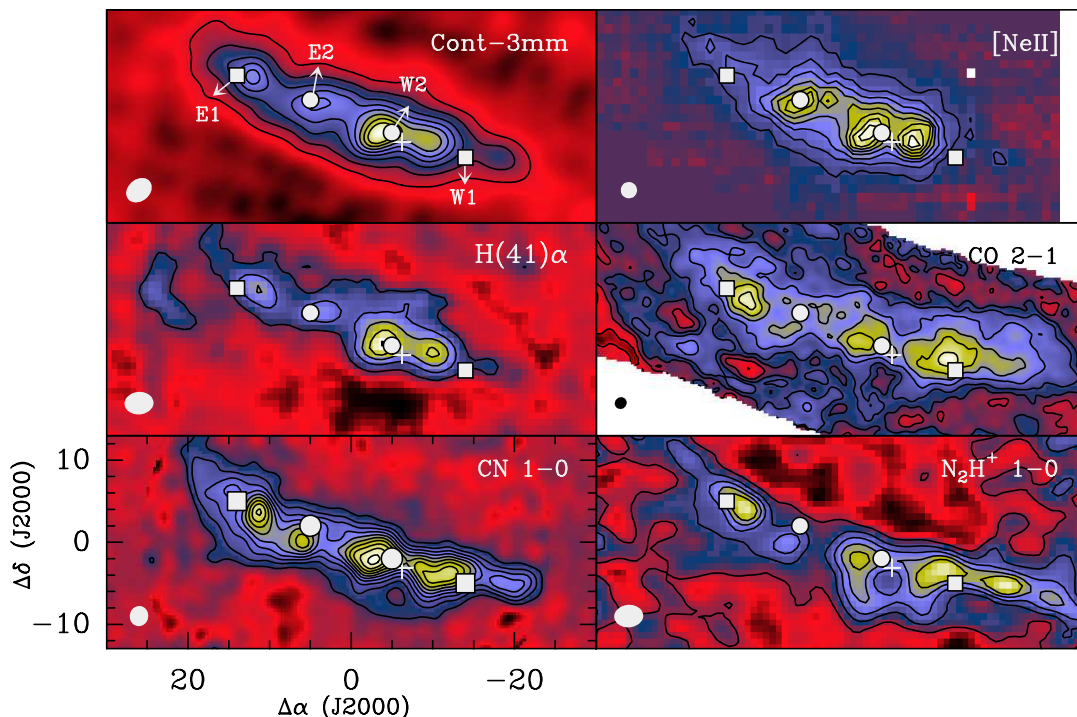 Cont-3mm
[NeII]
E1
E2
W2
W1
H(41)α
CO 2-1
CN 1-0
N₂H⁺ 1-0
10
0
-10
Δδ (J2000)
20
0
-20
Δα (J2000)